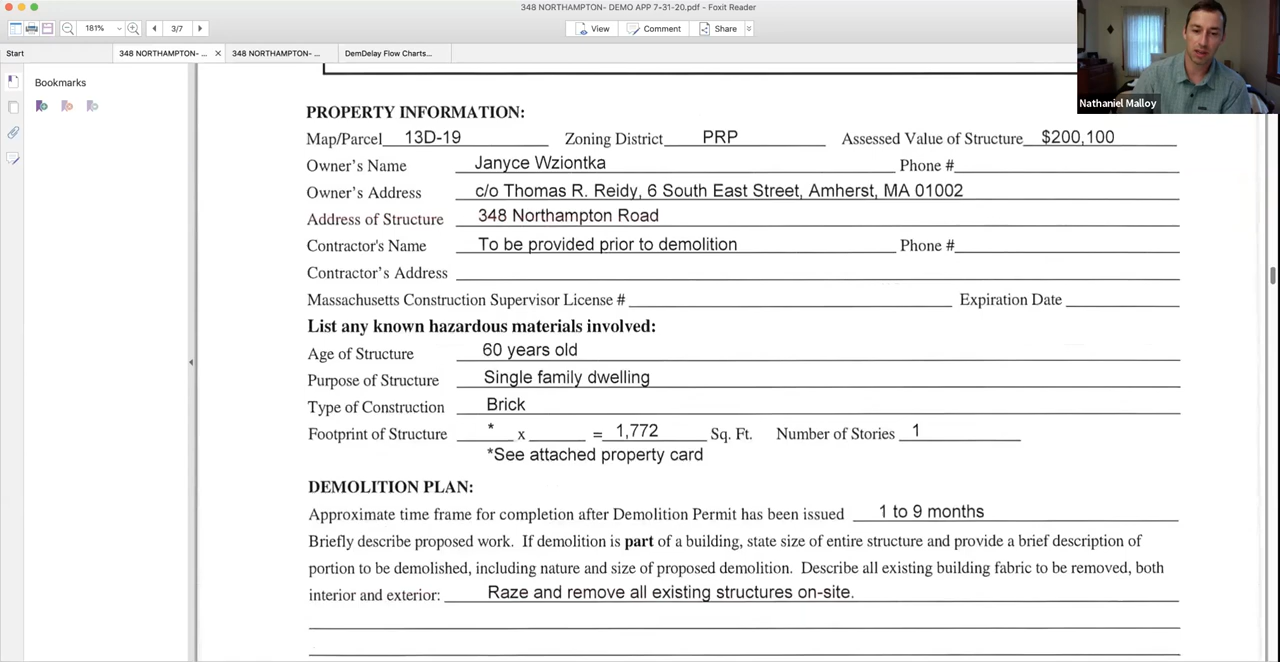 348 NORTHAMPTON- DEMO APP 7-31-20.pdf - Foxit Reader
181% 3/7 View Comment Share
Start 348 NORTHAMPTON- ... × 348 NORTHAMPTON- ... DemDelay Flow Charts...
Bookmarks
Nathaniel Malloy
PROPERTY INFORMATION:
Map/Parcel 13D-19 Zoning District PRP Assessed Value of Structure $200,100
Owner's Name Janyce Wziontka Phone #
Owner's Address c/o Thomas R. Reidy, 6 South East Street, Amherst, MA 01002
Address of Structure 348 Northampton Road
Contractor's Name To be provided prior to demolition Phone #
Contractor's Address
Massachusetts Construction Supervisor License # Expiration Date
List any known hazardous materials involved:
Age of Structure 60 years old
Purpose of Structure Single family dwelling
Type of Construction Brick
Footprint of Structure * x = 1,772 Sq. Ft. Number of Stories 1
*See attached property card
DEMOLITION PLAN:
Approximate time frame for completion after Demolition Permit has been issued 1 to 9 months
Briefly describe proposed work. If demolition is part of a building, state size of entire structure and provide a brief description of
portion to be demolished, including nature and size of proposed demolition. Describe all existing building fabric to be removed, both
interior and exterior: Raze and remove all existing structures on-site.